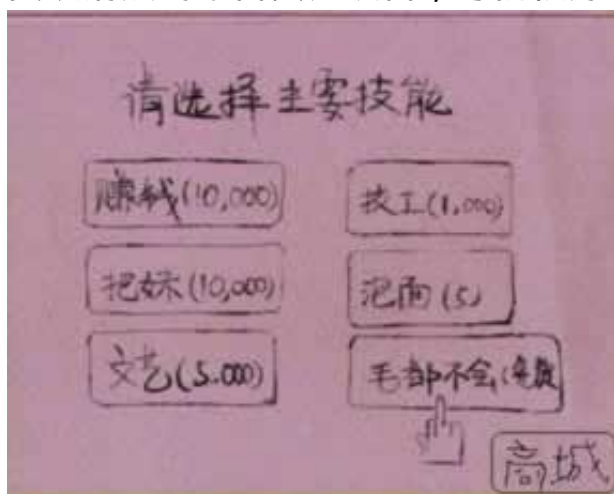 请选择主要技能
赚钱(10,000) 技工(1,000)
把妹(10,000) 泡面(5)
文艺(5.000) 毛都不会(免费
商城